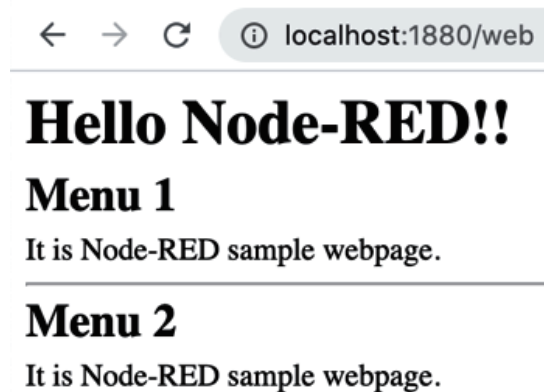 localhost:1880/web
Hello Node-RED!!
Menu 1
It is Node-RED sample webpage.
Menu 2
It is Node-RED sample webpage.